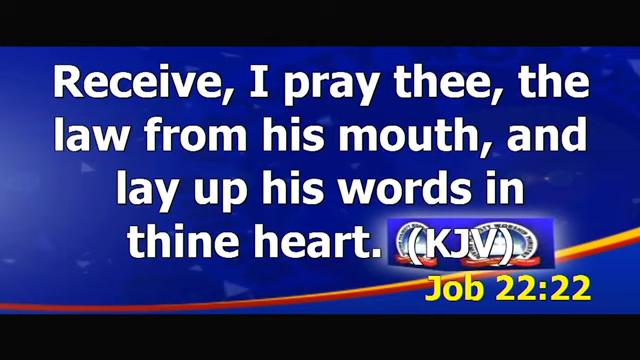 Receive, I pray thee, the
law from his mouth, and
lay up his words in
thine heart. (KJV)
Job 22:22